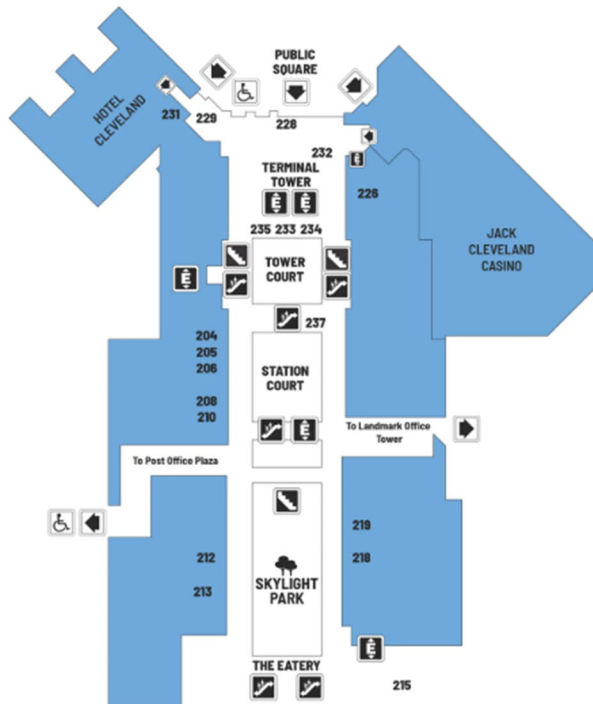 PUBLIC
SQUARE
HOTEL
CLEVELAND
231
229
228
232
TERMINAL
TOWER
E
E
E
226
235 233 234
JACK
CLEVELAND
CASINO
TOWER
COURT
E
237
204
205
206
STATION
COURT
208
210
E
To Landmark Office
Tower
To Post Office Plaza
219
212
218
SKYLIGHT
PARK
213
E
THE EATERY
215